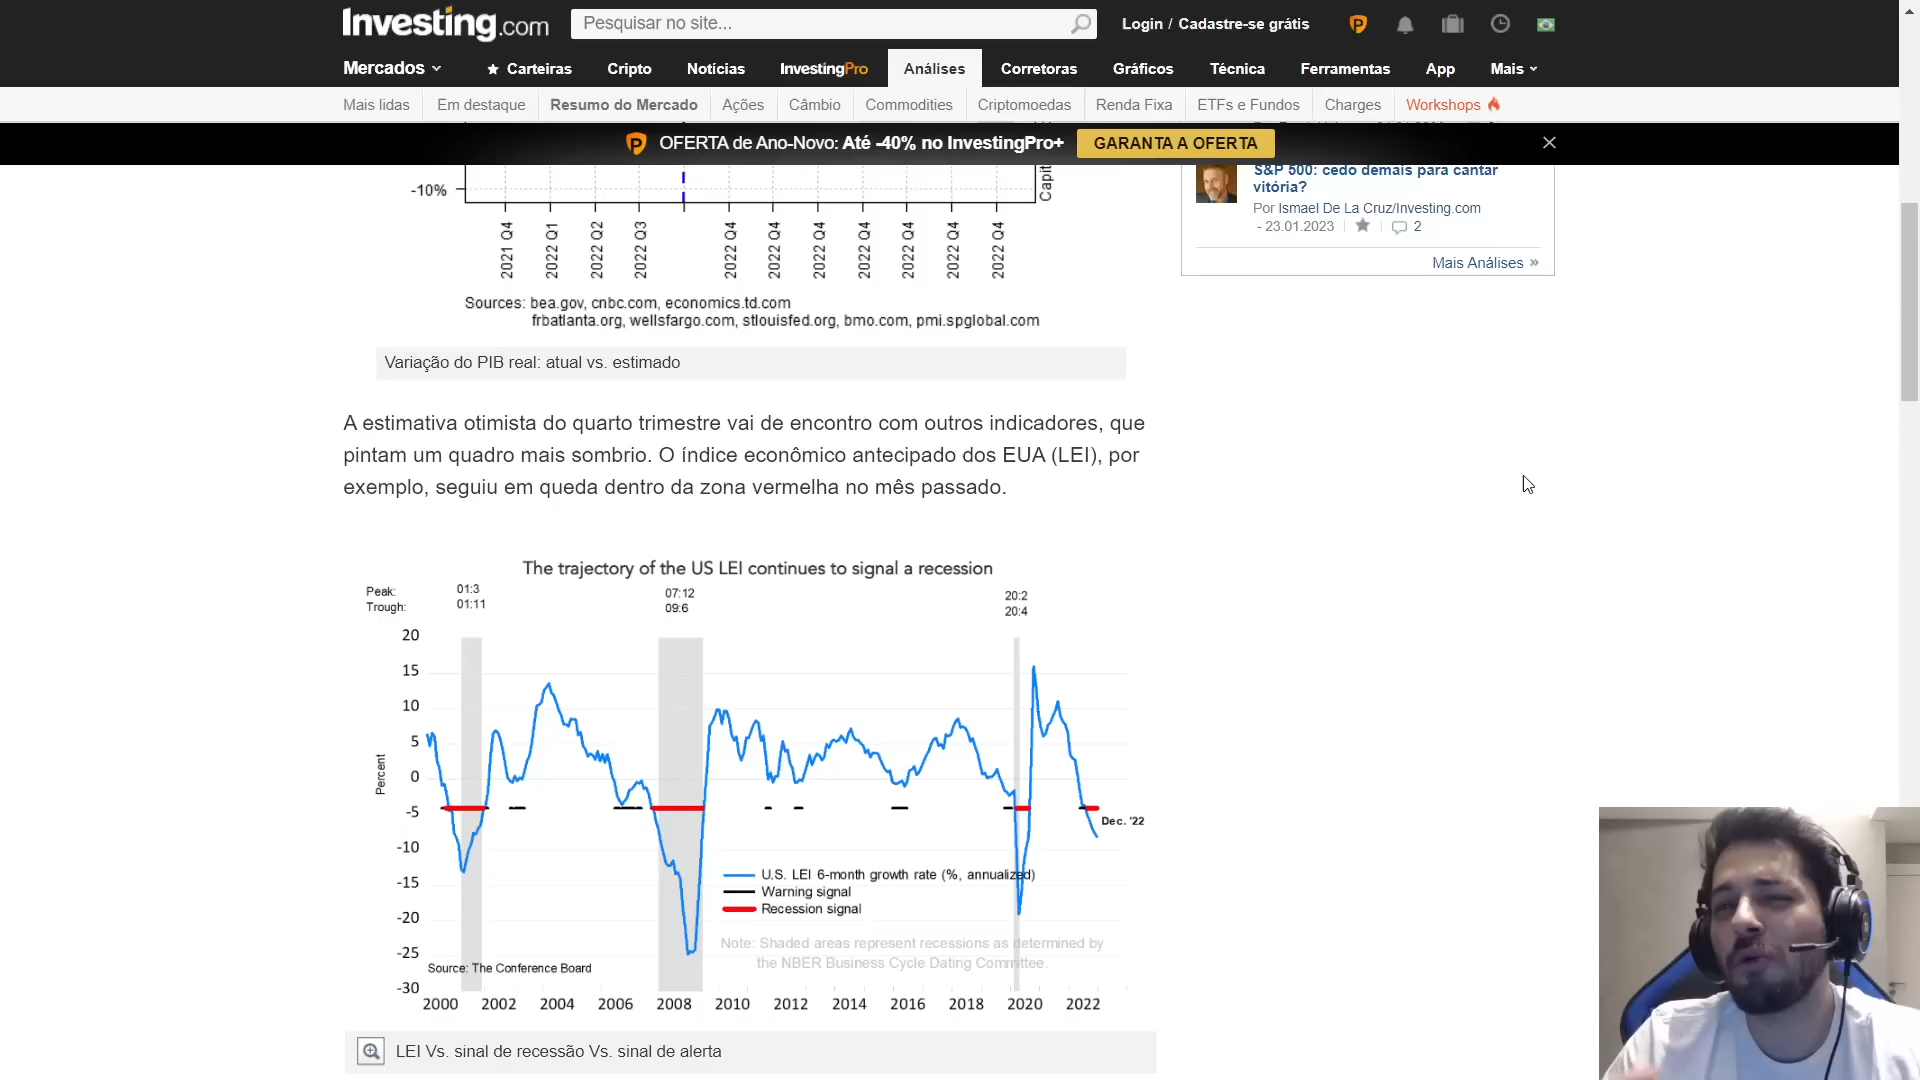 Investing.com
Pesquisar no site...
Login / Cadastre-se grátis
Mercados
Carteiras
Cripto
Notícias
InvestingPro
Análises
Corretoras
Gráficos
Técnica
Ferramentas
App
Mais
Mais lidas
Em destaque
Resumo do Mercado
Ações
Câmbio
Commodities
Criptomoedas
Renda Fixa
ETFs e Fundos
Charges
Workshops
OFERTA de Ano-Novo: Até -40% no InvestingPro+
GARANTA A OFERTA
-10%
Capit
2021 Q4
2022 Q1
2022 Q2
2022 Q3
2022 Q4
2022 Q4
2022 Q4
2022 Q4
2022 Q4
2022 Q4
2022 Q4
Sources: bea.gov, cnbc.com, economics.td.com
frbatlanta.org, wellsfargo.com, stlouisfed.org, bmo.com, pmi.spglobal.com
Variação do PIB real: atual vs. estimado
S&P 500: cedo demais para cantar
vitória?
Por Ismael De La Cruz/Investing.com
- 23.01.2023
2
Mais Análises »
A estimativa otimista do quarto trimestre vai de encontro com outros indicadores, que
pintam um quadro mais sombrio. O índice econômico antecipado dos EUA (LEI), por
exemplo, seguiu em queda dentro da zona vermelha no mês passado.
The trajectory of the US LEI continues to signal a recession
Peak: 01:3 07:12 20:2
Trough: 01:11 09:6 20:4
Percent
20
15
10
5
0
-5
-10
-15
-20
-25
-30
Dec. '22
U.S. LEI 6-month growth rate (%, annualized)
Warning signal
Recession signal
Note: Shaded areas represent recessions as determined by
the NBER Business Cycle Dating Committee.
Source: The Conference Board
2000 2002 2004 2006 2008 2010 2012 2014 2016 2018 2020 2022
LEI Vs. sinal de recessão Vs. sinal de alerta